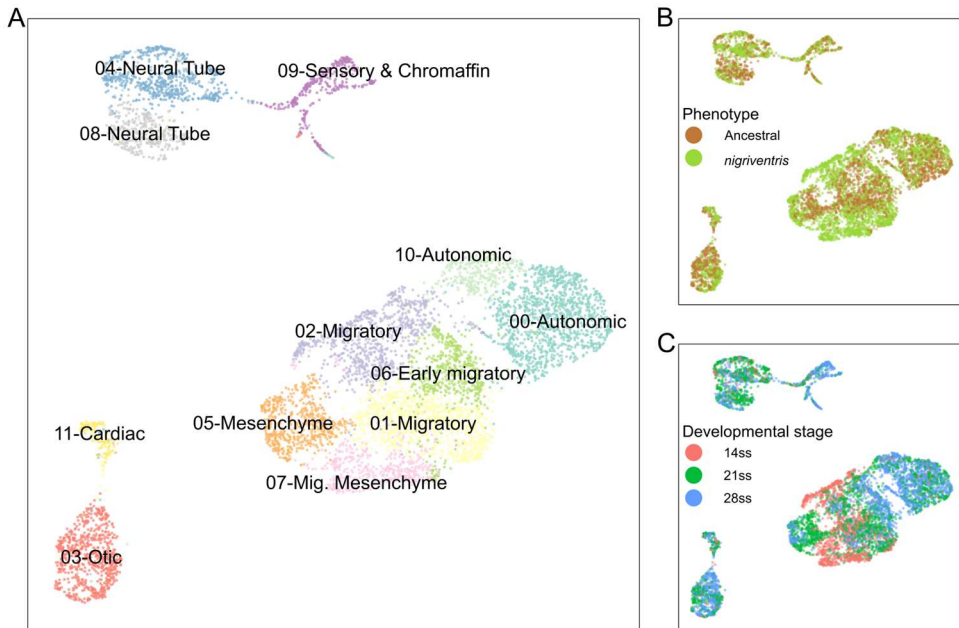 A
04-Neural Tube
09-Sensory & Chromaffin
08-Neural Tube
10-Autonomic
00-Autonomic
02-Migratory
06-Early migratory
05-Mesenchyme
01-Migratory
11-Cardiac
07-Mig. Mesenchyme
03-Otic
B
Phenotype
Ancestral
nigriventris
C
Developmental stage
14ss
21ss
28ss